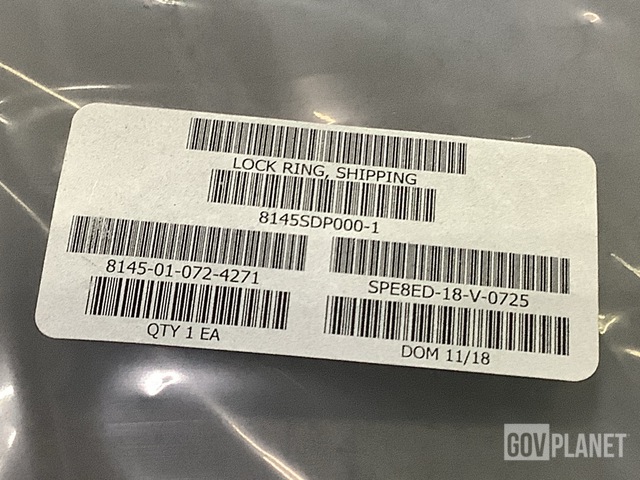 LOCK RING, SHIPPING
8145SDP000-1
8145-01-072-4271
SPE8ED-18-V-0725
QTY 1 EA
DOM 11/18
GOVPLANET